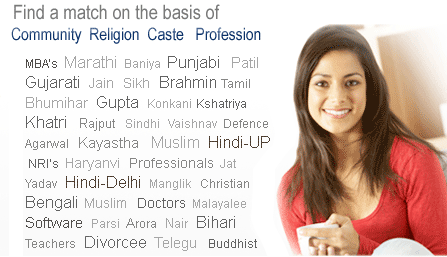 Find a match on the basis of
Community Religion Caste Profession
MBA's Marathi Baniya Punjabi Patil
Gujarati Jain Sikh Brahmin Tamil
Bhumihar Gupta Konkani Kshatriya
Khatri Rajput Sindhi Vaishnav Defence
Agarwal Kayastha Muslim Hindi-UP
NRI's Haryanvi Professionals Jat
Yadav Hindi-Delhi Manglik Christian
Bengali Muslim Doctors Malayalee
Software Parsi Arora Nair Bihari
Teachers Divorcee Telegu Buddhist